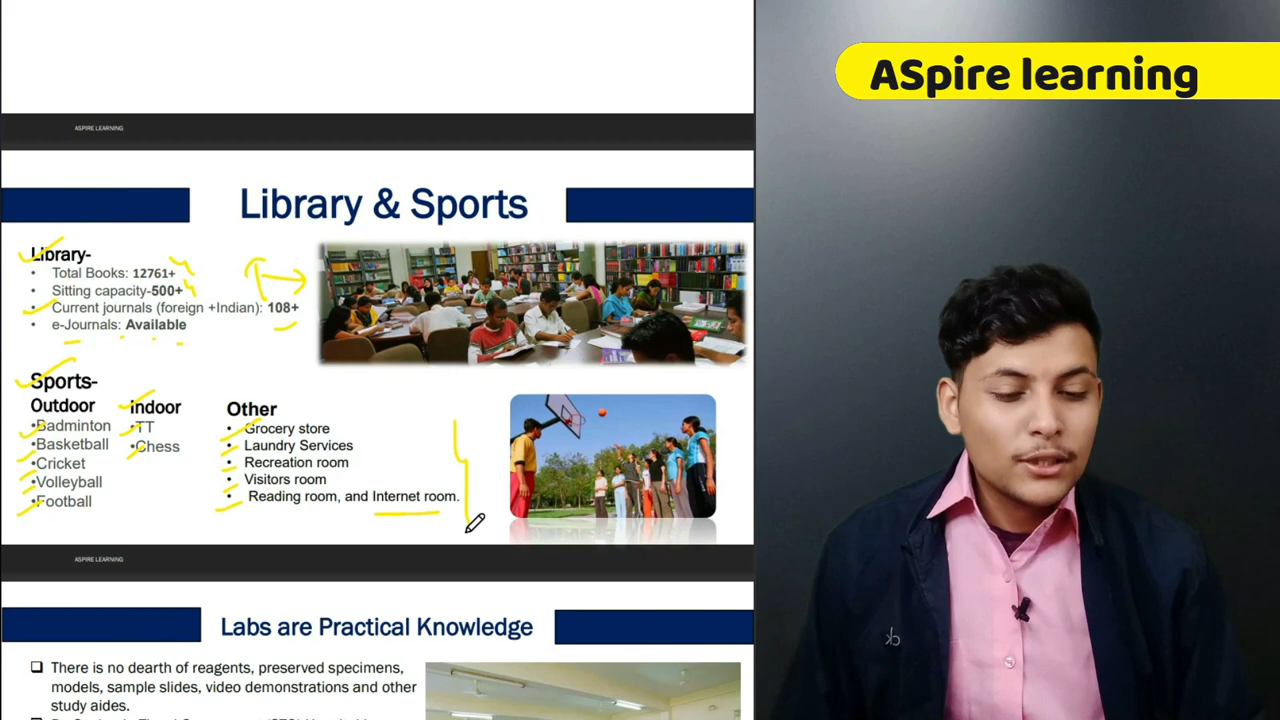 ASpire learning
ASPIRE LEARNING
Library & Sports
Library-
• Total Books: 12761+
• Sitting capacity-500+
• Current journals (foreign +Indian): 108+
• e-Journals: Available
Sports-
Outdoor
•Badminton
•Basketball
•Cricket
•Volleyball
•Football
indoor
•TT
•Chess
Other
• Grocery store
• Laundry Services
• Recreation room
• Visitors room
• Reading room, and Internet room.
ASPIRE LEARNING
Labs are Practical Knowledge
❑ There is no dearth of reagents, preserved specimens,
models, sample slides, video demonstrations and other
study aides.
ck